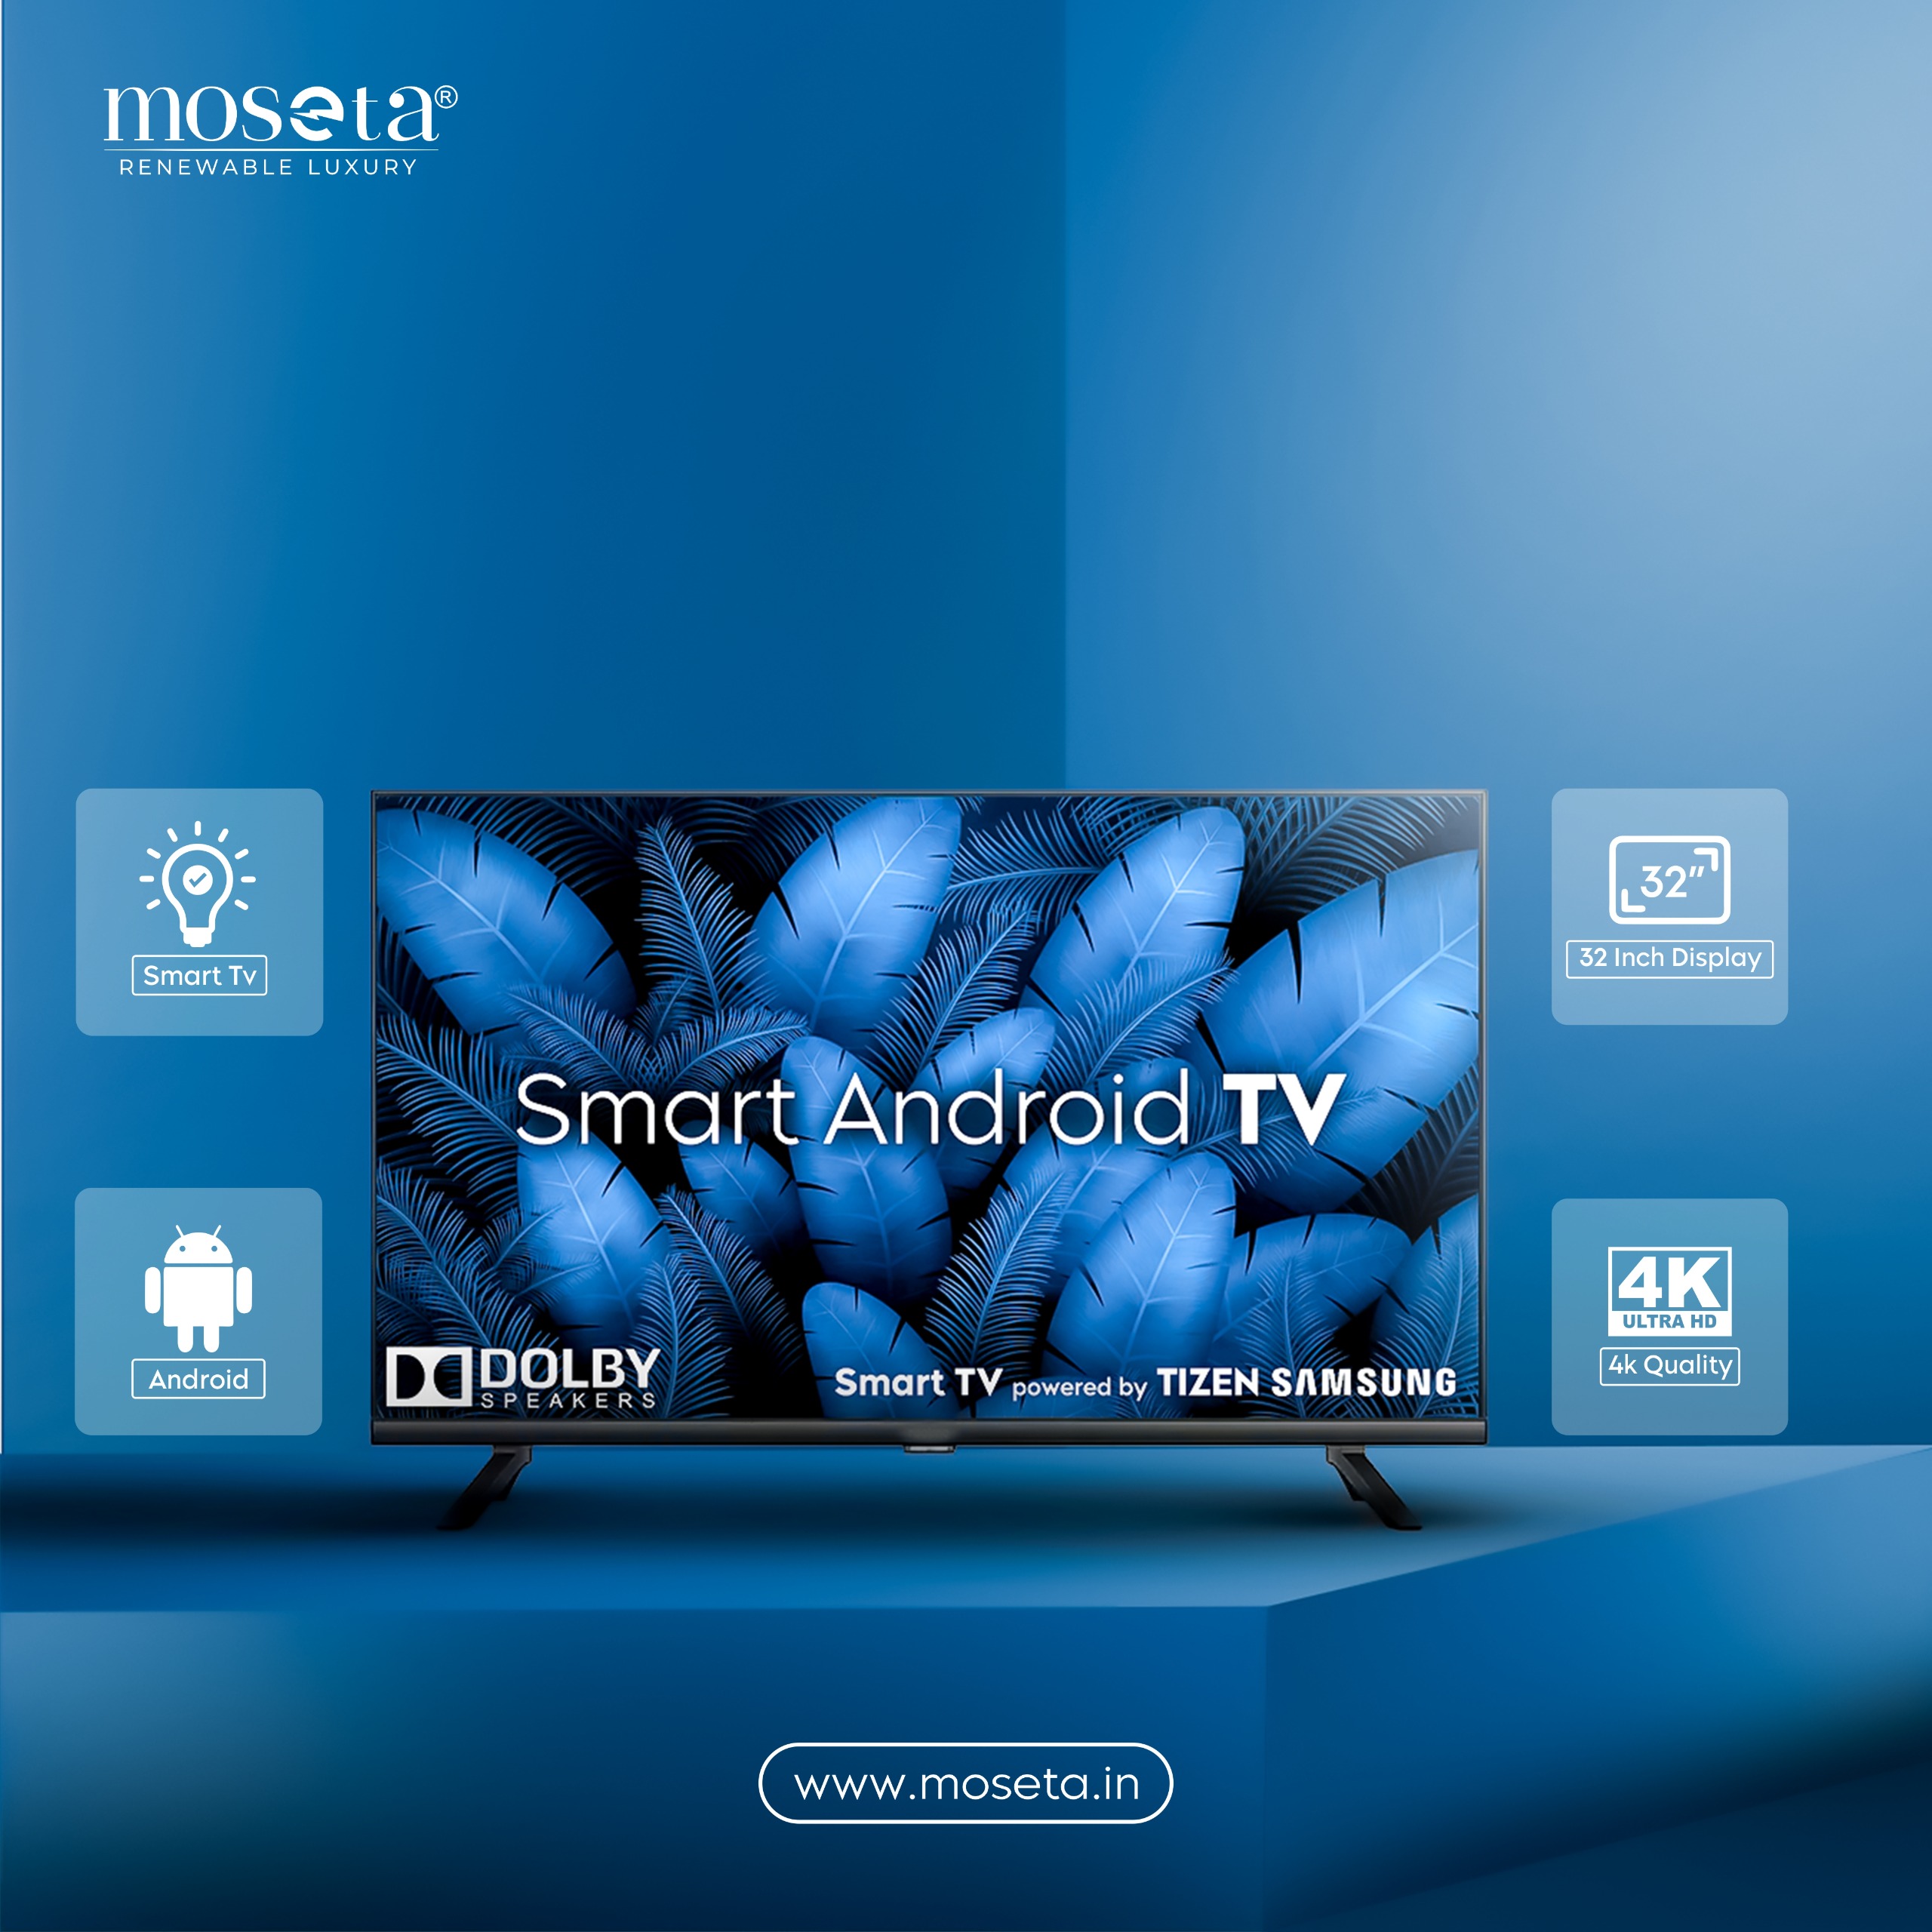 moseta®
RENEWABLE LUXURY
Smart Tv
Android
Smart Android TV
DOLBY
SPEAKERS
Smart TV powered by TIZEN SAMSUNG
32”
32 Inch Display
4K
ULTRA HD
4k Quality
www.moseta.in